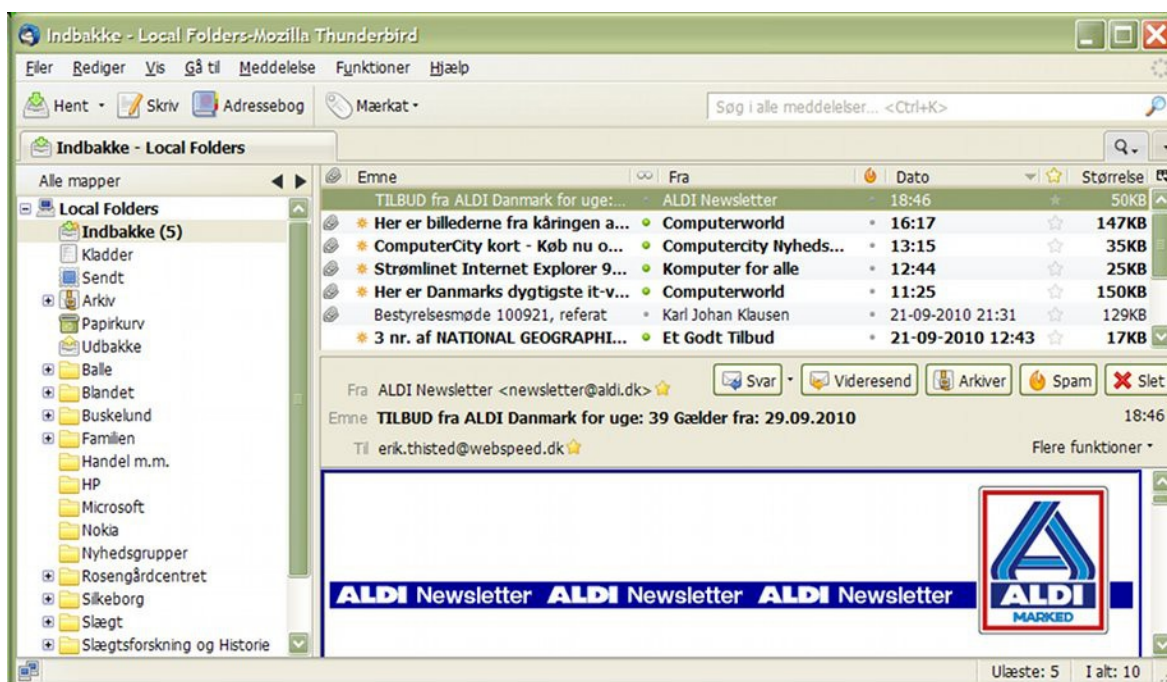 Indbakke - Local Folders-Mozilla Thunderbird
Filer Rediger Vis Gå til Meddelelse Funktioner Hjælp
Hent Skriv Adressebog Mærkat Søg i alle meddelelser... <Ctrl+K>
Indbakke - Local Folders
Alle mapper
Local Folders
Indbakke (5)
Kladder
Sendt
Arkiv
Papirkurv
Udbakke
Balle
Blandet
Buskelund
Familien
Handel m.m.
HP
Microsoft
Nokia
Nyhedsgrupper
Rosengårdcentret
Silkeborg
Slægt
Slægtsforskning og Historie
Emne Fra Dato Størrelse
TILBUD fra ALDI Danmark for uge:... ALDI Newsletter 18:46 50KB
Her er billederne fra kåringen a... Computerworld 16:17 147KB
ComputerCity kort - Køb nu o... Computercity Nyheds... 13:15 35KB
Strømlinet Internet Explorer 9... Komputer for alle 12:44 25KB
Her er Danmarks dygtigste it-v... Computerworld 11:25 150KB
Bestyrelsesmøde 100921, referat Karl Johan Klausen 21-09-2010 21:31 129KB
3 nr. af NATIONAL GEOGRAPHI... Et Godt Tilbud 21-09-2010 12:43 17KB
Fra ALDI Newsletter <newsletter@aldi.dk> Svar Videresend Arkiver Spam Slet
Emne TILBUD fra ALDI Danmark for uge: 39 Gælder fra: 29.09.2010 18:46
Til erik.thisted@webspeed.dk Flere funktioner
ALDI Newsletter ALDI Newsletter ALDI Newsletter
ALDI
MARKED
Ulæste: 5 I alt: 10